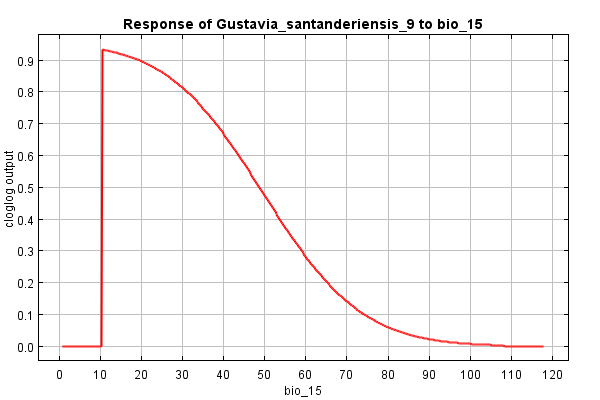 Response of Gustavia_santanderiensis_9 to bio_15
cloglog output
0.9
0.8
0.7
0.6
0.5
0.4
0.3
0.2
0.1
0.0
0 10 20 30 40 50 60 70 80 90 100 110 120
bio_15